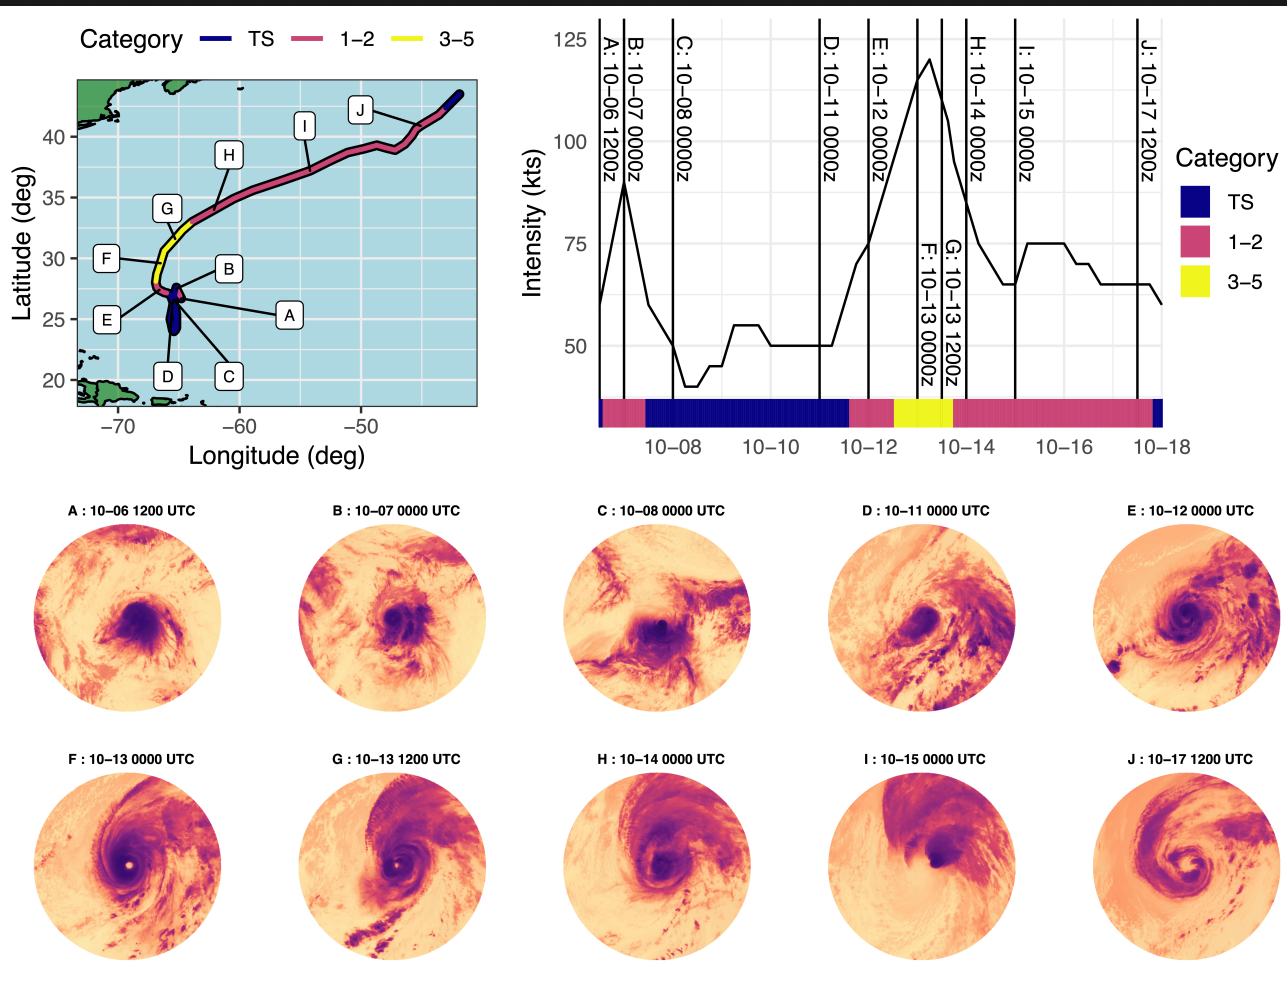 Category TS 1–2 3–5
Latitude (deg)
40
35
30
25
20
J
I
H
G
F
B
A
E
D
C
−70 −60 −50
Longitude (deg)
Intensity (kts)
125
100
75
50
A: 10−06 1200z
B: 10−07 0000z
C: 10−08 0000z
D: 10−11 0000z
E: 10−12 0000z
F: 10−13 0000z
G: 10−13 1200z
H: 10−14 0000z
I: 10−15 0000z
J: 10−17 1200z
10−08 10−10 10−12 10−14 10−16 10−18
Category
TS
1–2
3–5
A : 10−06 1200 UTC
B : 10−07 0000 UTC
C : 10−08 0000 UTC
D : 10−11 0000 UTC
E : 10−12 0000 UTC
F : 10−13 0000 UTC
G : 10−13 1200 UTC
H : 10−14 0000 UTC
I : 10−15 0000 UTC
J : 10−17 1200 UTC